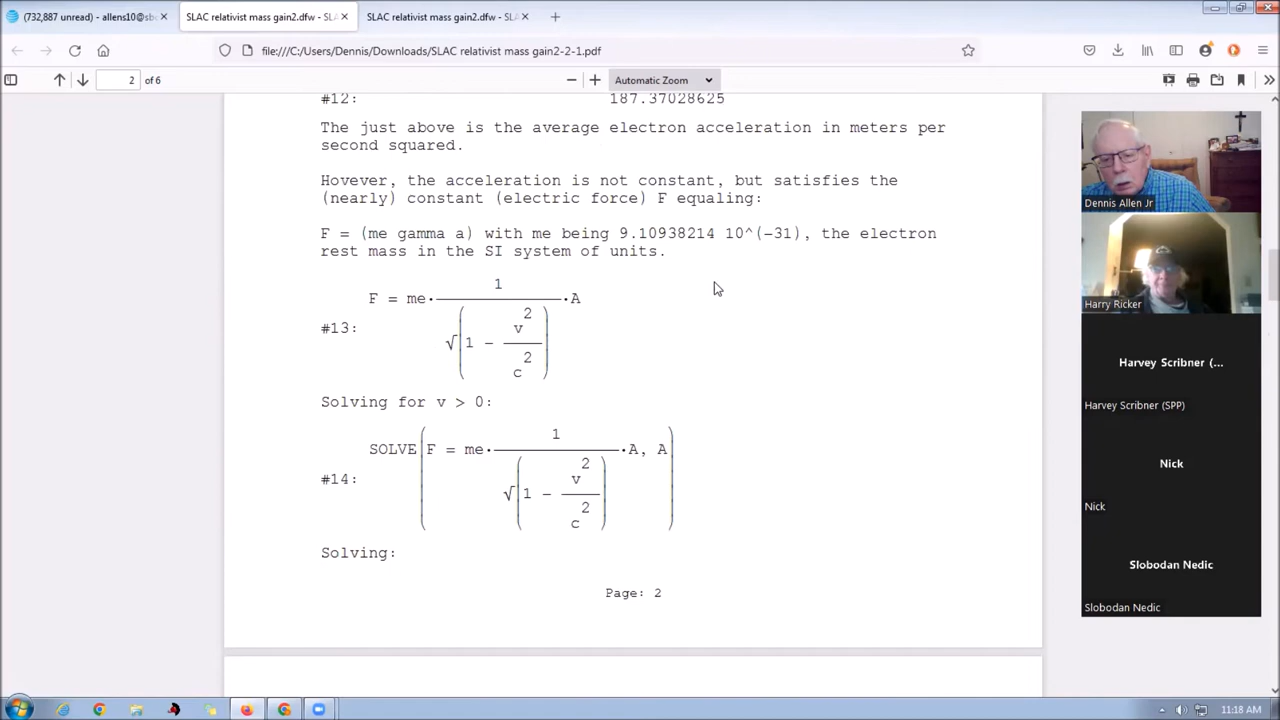 (732,887 unread) - allens10@sb
SLAC relativist mass gain2.dfw - SL
SLAC relativist mass gain2.dfw - SL
file:///C:/Users/Dennis/Downloads/SLAC relativist mass gain2-2-1.pdf
2 of 6
Automatic Zoom
#12: 187.37028625
The just above is the average electron acceleration in meters per
second squared.
Hovever, the acceleration is not constant, but satisfies the
(nearly) constant (electric force) F equaling:
F = (me gamma a) with me being 9.10938214 10^(-31), the electron
rest mass in the SI system of units.
1
F = me· ·A
2
v
#13: √(1 - )
2
c
Solving for v > 0:
1
SOLVE(F = me· ·A, A)
2
v
#14: √(1 - )
2
c
Solving:
Page: 2
Dennis Allen Jr
Harry Ricker
Harvey Scribner (...
Harvey Scribner (SPP)
Nick
Nick
Slobodan Nedic
Slobodan Nedic
11:18 AM